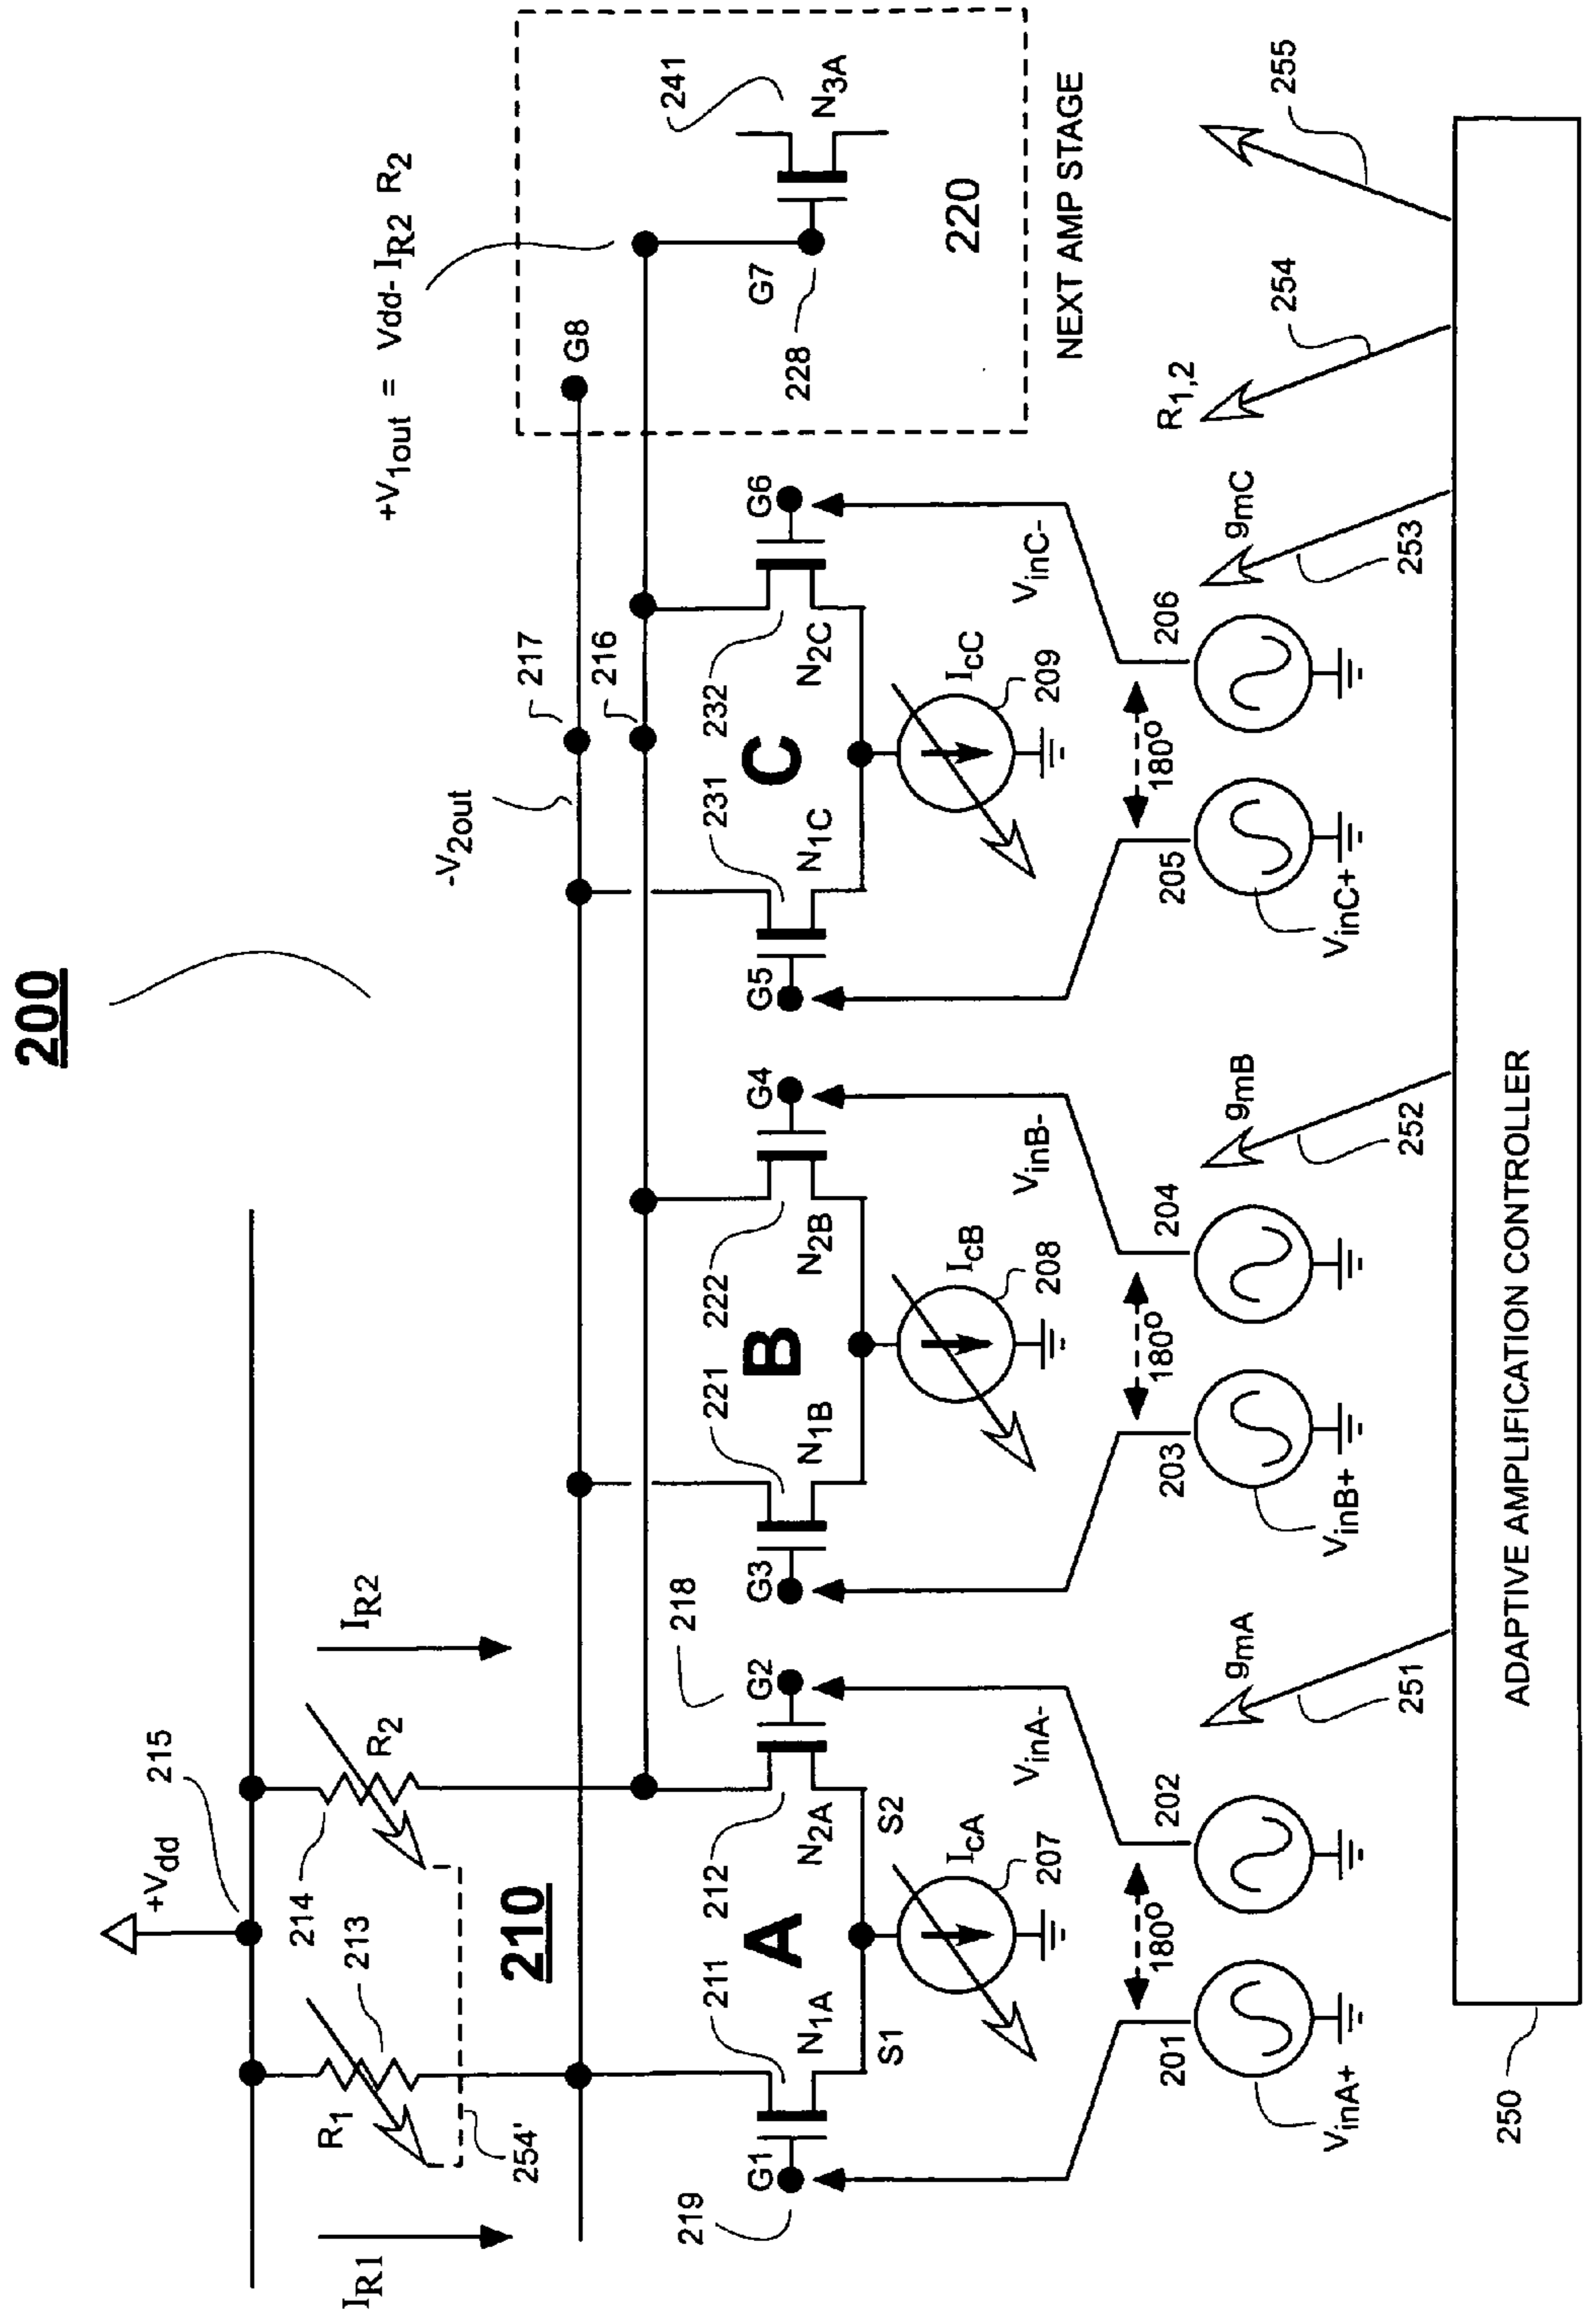 200
+Vdd
215
R1
213
214
R2
IR1
IR2
254'
210
-V2out
217
216
+V1out = Vdd- IR2 R2
G8
G7
228
241
N3A
220
NEXT AMP STAGE
219
G1
211
N1A
A
212
N2A
G2
218
S1
S2
IcA
207
G3
221
N1B
B
222
N2B
G4
IcB
208
G5
231
N1C
C
232
N2C
G6
IcC
209
VinA-
VinB-
VinC-
201
180°
202
VinA+
203
180°
204
VinB+
205
180°
206
VinC+
gmA
251
gmB
252
gmC
253
R1,2
254
255
250
ADAPTIVE AMPLIFICATION CONTROLLER